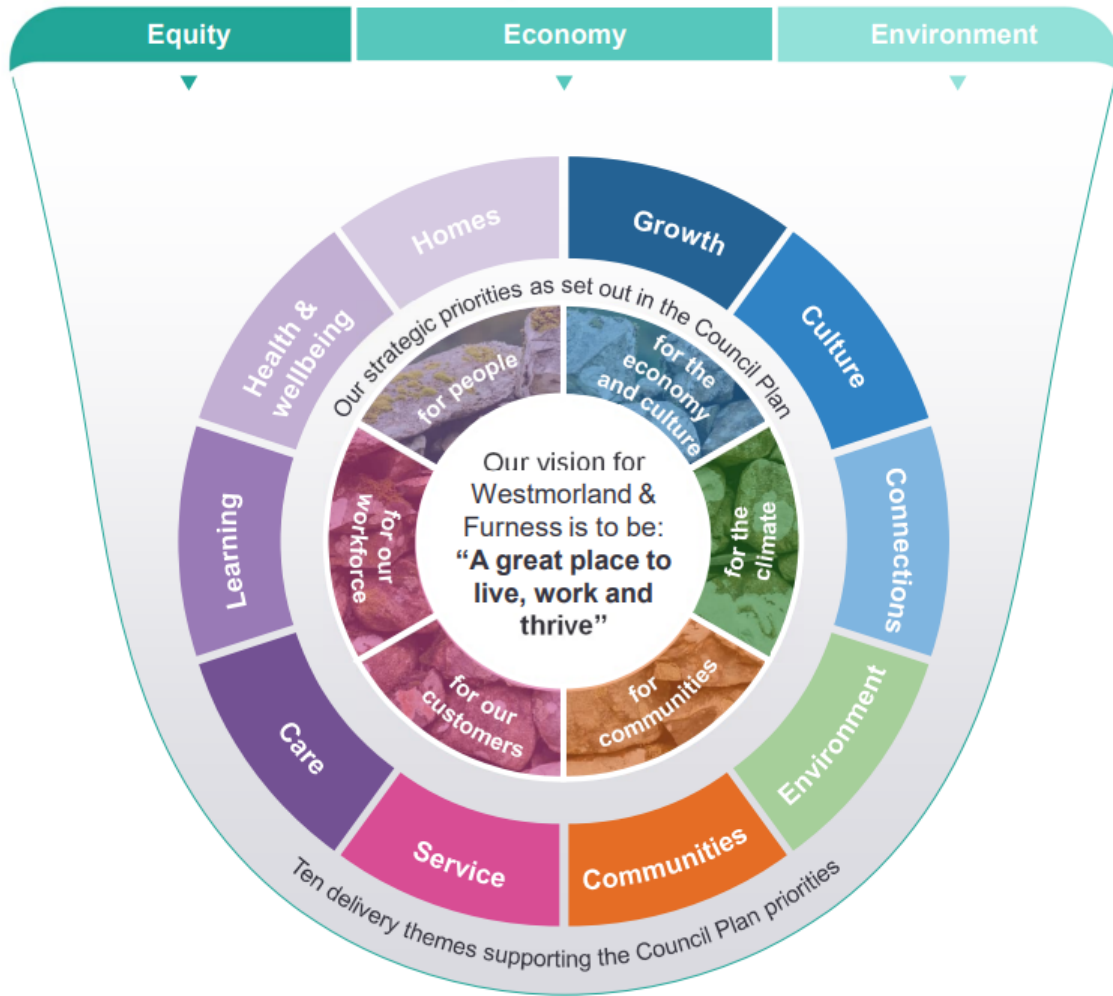 Equity
Economy
Environment
Homes
Growth
Culture
Connections
Environment
Communities
Service
Care
Learning
Health &
wellbeing
Our strategic priorities as set out in the Council Plan
for people
for the
economy
and culture
for the
climate
for
communities
for our
customers
for our
workforce
Our vision for
Westmorland &
Furness is to be:
“A great place to
live, work and
thrive”
Ten delivery themes supporting the Council Plan priorities